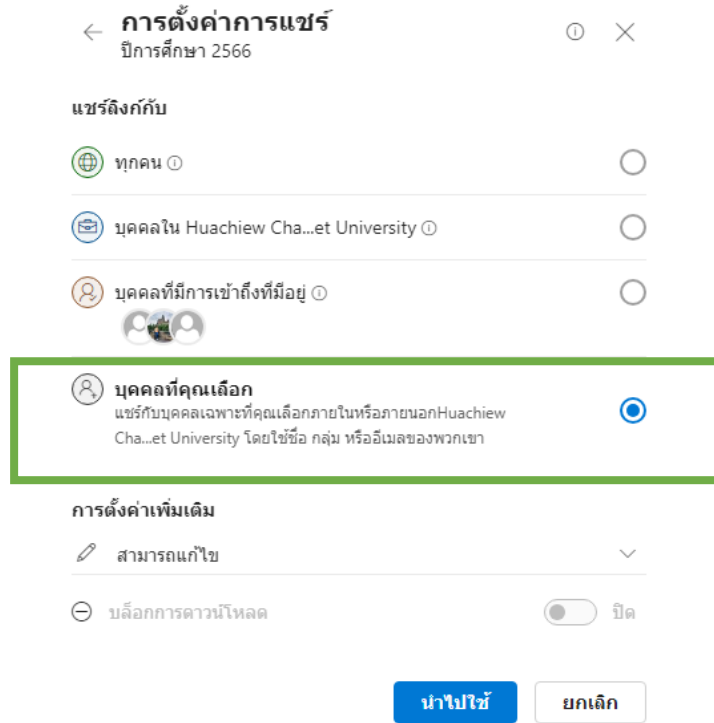 การตั้งค่าการแชร์
ปีการศึกษา 2566
แชร์ลิงก์กับ
ทุกคน
บุคคลใน Huachiew Cha...et University
บุคคลที่มีการเข้าถึงที่มีอยู่
บุคคลที่คุณเลือก
แชร์กับบุคคลเฉพาะที่คุณเลือกภายในหรือภายนอกHuachiew
Cha...et University โดยใช้ชื่อ กลุ่ม หรืออีเมลของพวกเขา
การตั้งค่าเพิ่มเติม
สามารถแก้ไข
บล็อกการดาวน์โหลด ปิด
นำไปใช้ ยกเลิก